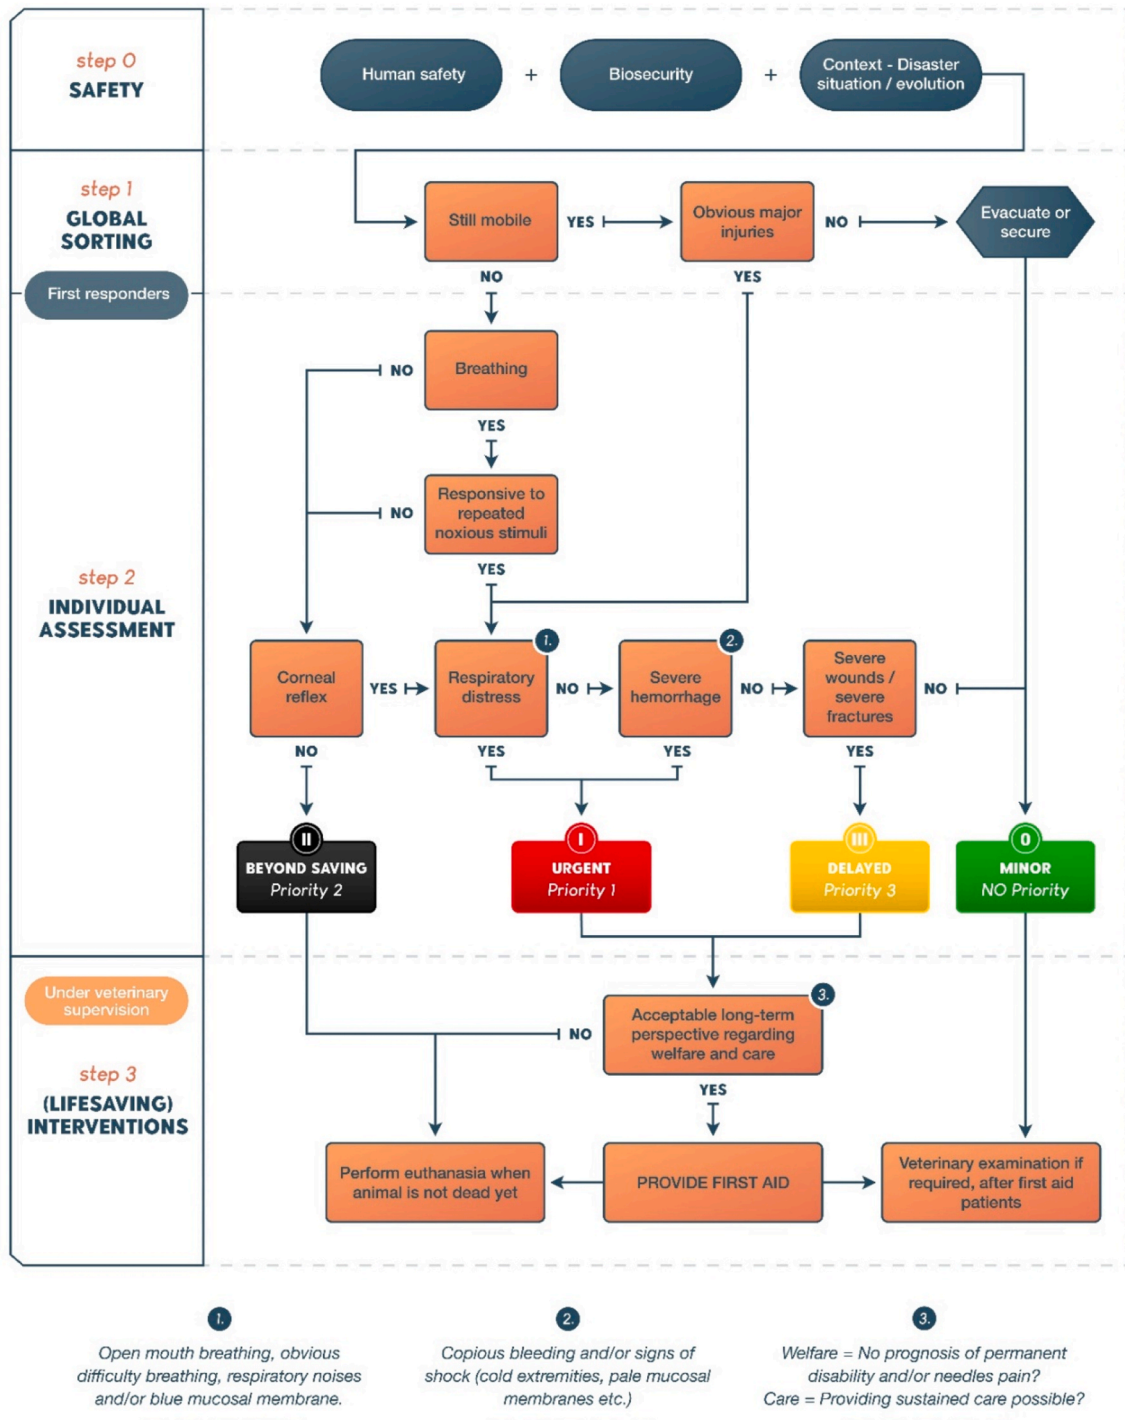 step 0
SAFETY
Human safety
+
Biosecurity
+
Context - Disaster
situation / evolution
step 1
GLOBAL
SORTING
First responders
Still mobile
YES
Obvious major
injuries
NO
Evacuate or
secure
NO
YES
step 2
INDIVIDUAL
ASSESSMENT
NO
Breathing
YES
NO
Responsive to
repeated
noxious stimuli
YES
Corneal
reflex
YES
1.
Respiratory
distress
NO
2.
Severe
hemorrhage
NO
Severe
wounds /
severe
fractures
NO
NO
YES
YES
YES
II
BEYOND SAVING
Priority 2
I
URGENT
Priority 1
III
DELAYED
Priority 3
0
MINOR
NO Priority
Under veterinary
supervision
step 3
(LIFESAVING)
INTERVENTIONS
NO
3.
Acceptable long-term
perspective regarding
welfare and care
YES
Perform euthanasia when
animal is not dead yet
PROVIDE FIRST AID
Veterinary examination if
required, after first aid
patients
1.
Open mouth breathing, obvious
difficulty breathing, respiratory noises
and/or blue mucosal membrane.
2.
Copious bleeding and/or signs of
shock (cold extremities, pale mucosal
membranes etc.)
3.
Welfare = No prognosis of permanent
disability and/or needles pain?
Care = Providing sustained care possible?